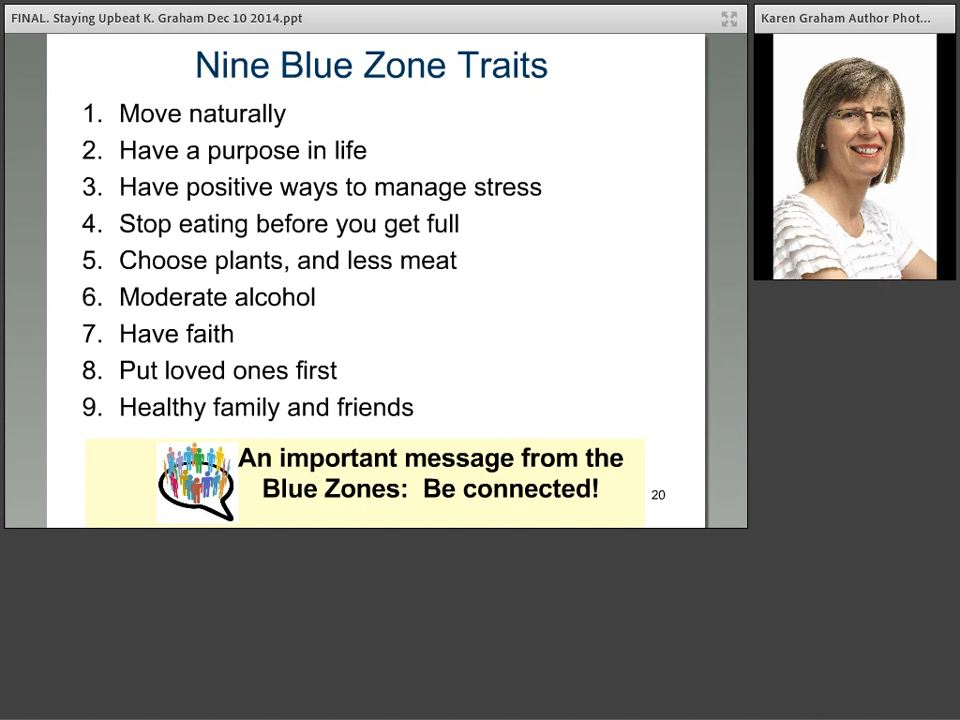 FINAL. Staying Upbeat K. Graham Dec 10 2014.ppt
Karen Graham Author Phot...
Nine Blue Zone Traits
1. Move naturally
2. Have a purpose in life
3. Have positive ways to manage stress
4. Stop eating before you get full
5. Choose plants, and less meat
6. Moderate alcohol
7. Have faith
8. Put loved ones first
9. Healthy family and friends
An important message from the
Blue Zones: Be connected!
20